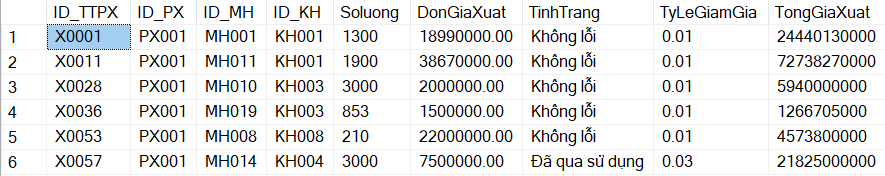 ID_TTPX ID_PX ID_MH ID_KH Soluong DonGiaXuat TinhTrang TyLeGiamGia TongGiaXuat
1 X0001 PX001 MH001 KH001 1300 18990000.00 Không lỗi 0.01 24440130000
2 X0011 PX001 MH011 KH001 1900 38670000.00 Không lỗi 0.01 72738270000
3 X0028 PX001 MH010 KH003 3000 2000000.00 Không lỗi 0.01 5940000000
4 X0036 PX001 MH019 KH003 853 1500000.00 Không lỗi 0.01 1266705000
5 X0053 PX001 MH008 KH008 210 22000000.00 Không lỗi 0.01 4573800000
6 X0057 PX001 MH014 KH004 3000 7500000.00 Đã qua sử dụng 0.03 21825000000